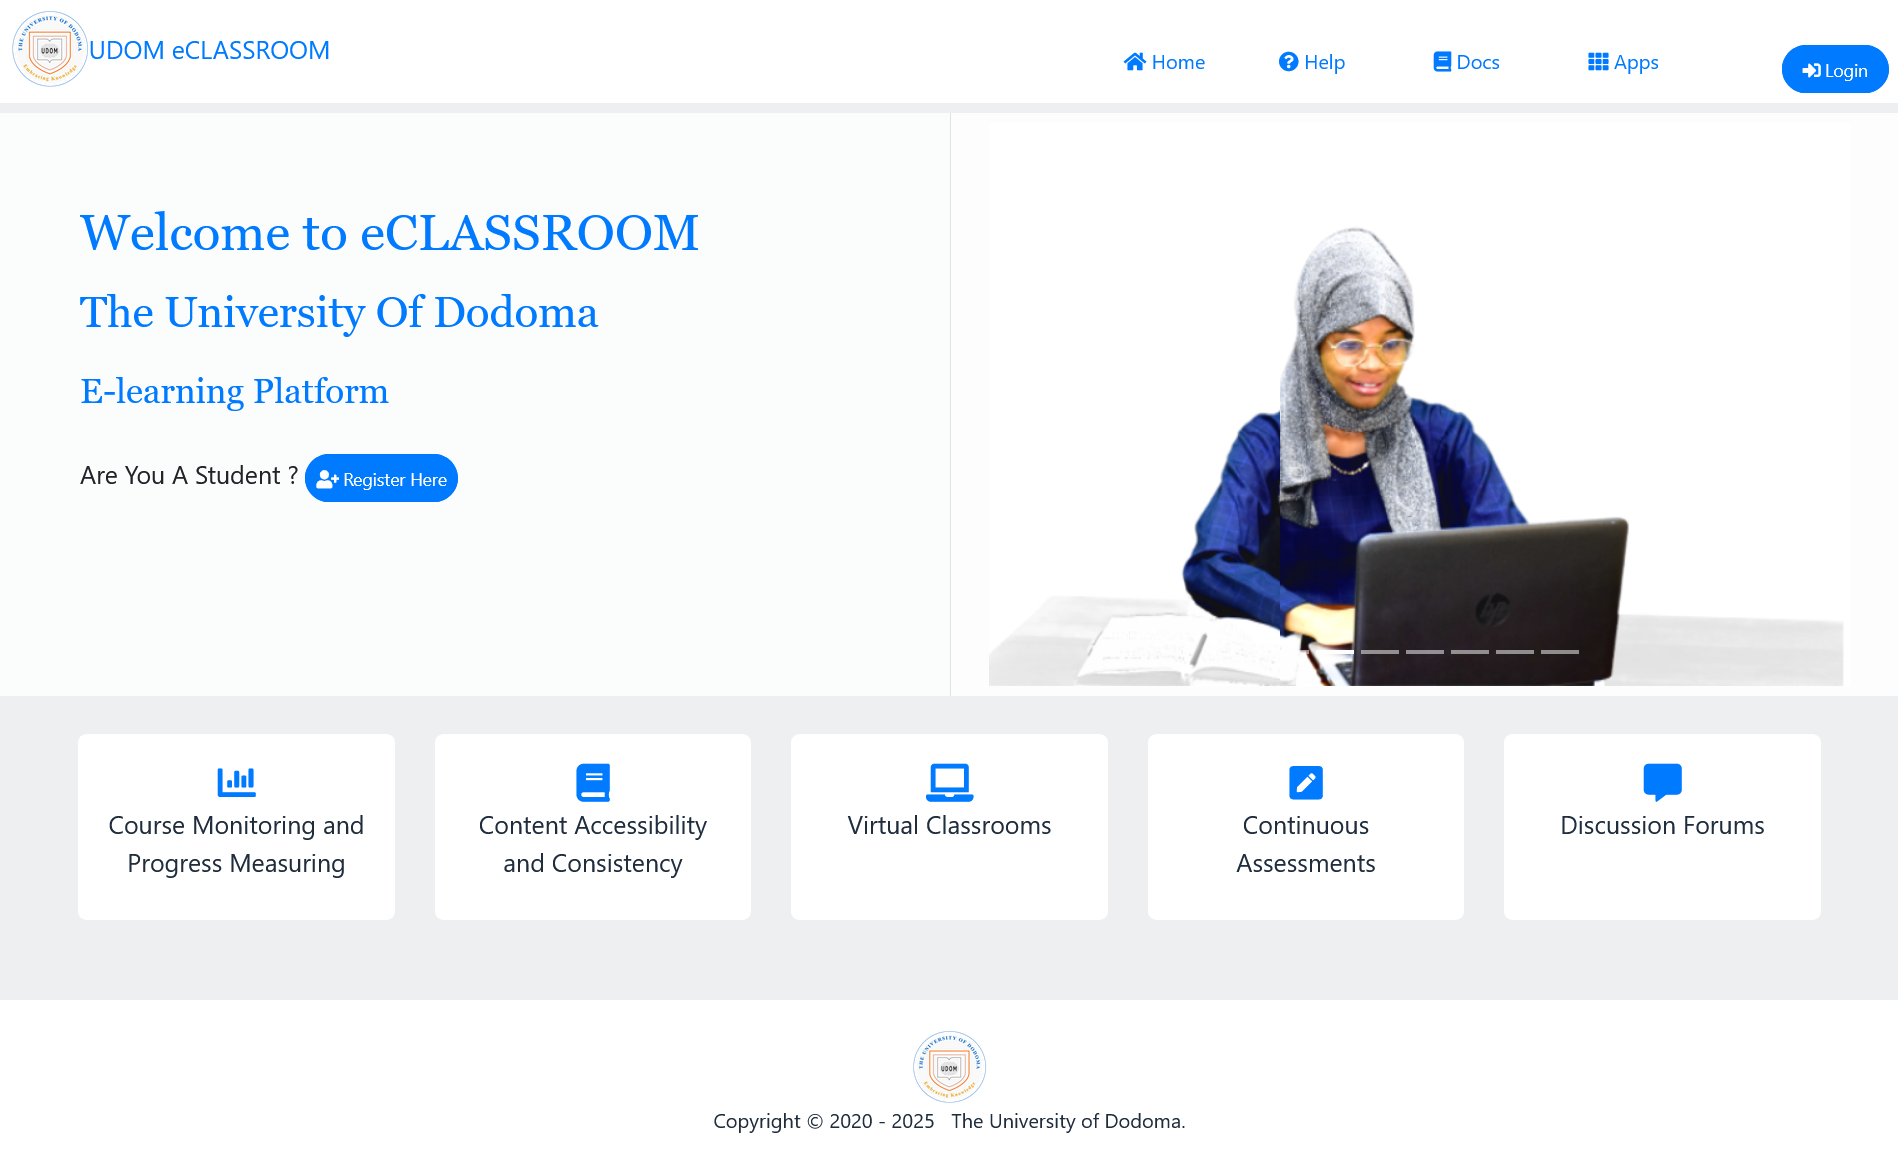 THE UNIVERSITY OF DODOMA
UDOM
Embracing Knowledge
UDOM eCLASSROOM
Home
Help
Docs
Apps
Login
Welcome to eCLASSROOM
The University Of Dodoma
E-learning Platform
Are You A Student ?
Register Here
hp
Course Monitoring and
Progress Measuring
Content Accessibility
and Consistency
Virtual Classrooms
Continuous
Assessments
Discussion Forums
THE UNIVERSITY OF DODOMA
UDOM
Embracing Knowledge
Copyright © 2020 - 2025 The University of Dodoma.